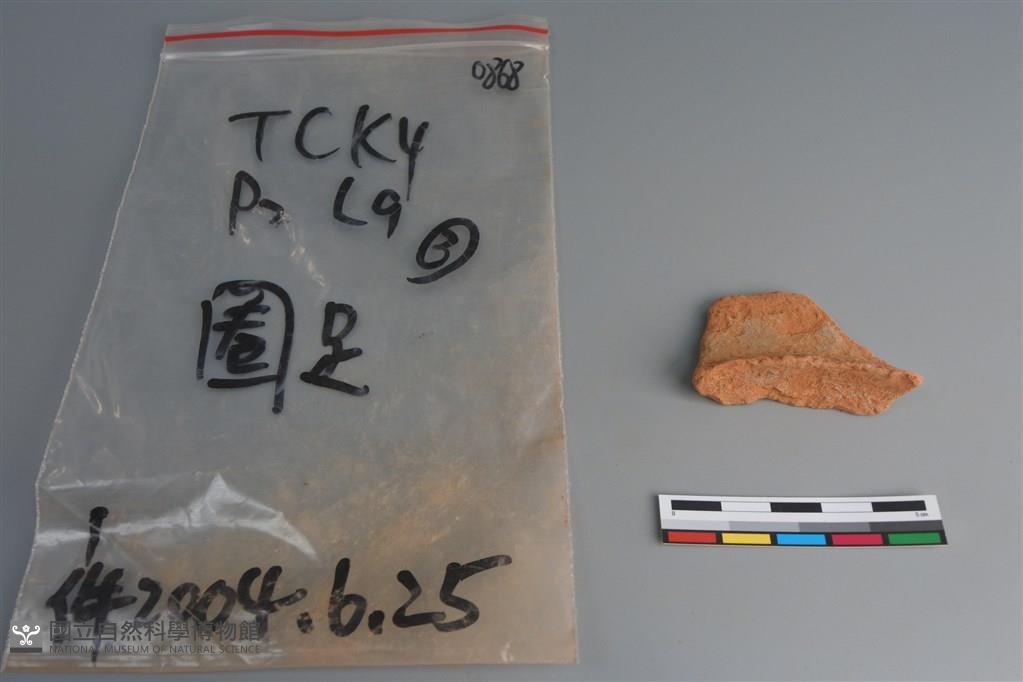 0868
TCKY
P2 L9 ③
圈足
1件 2004.6.25
0 5 cm
國立自然科學博物館
NATIONAL MUSEUM OF NATURAL SCIENCE